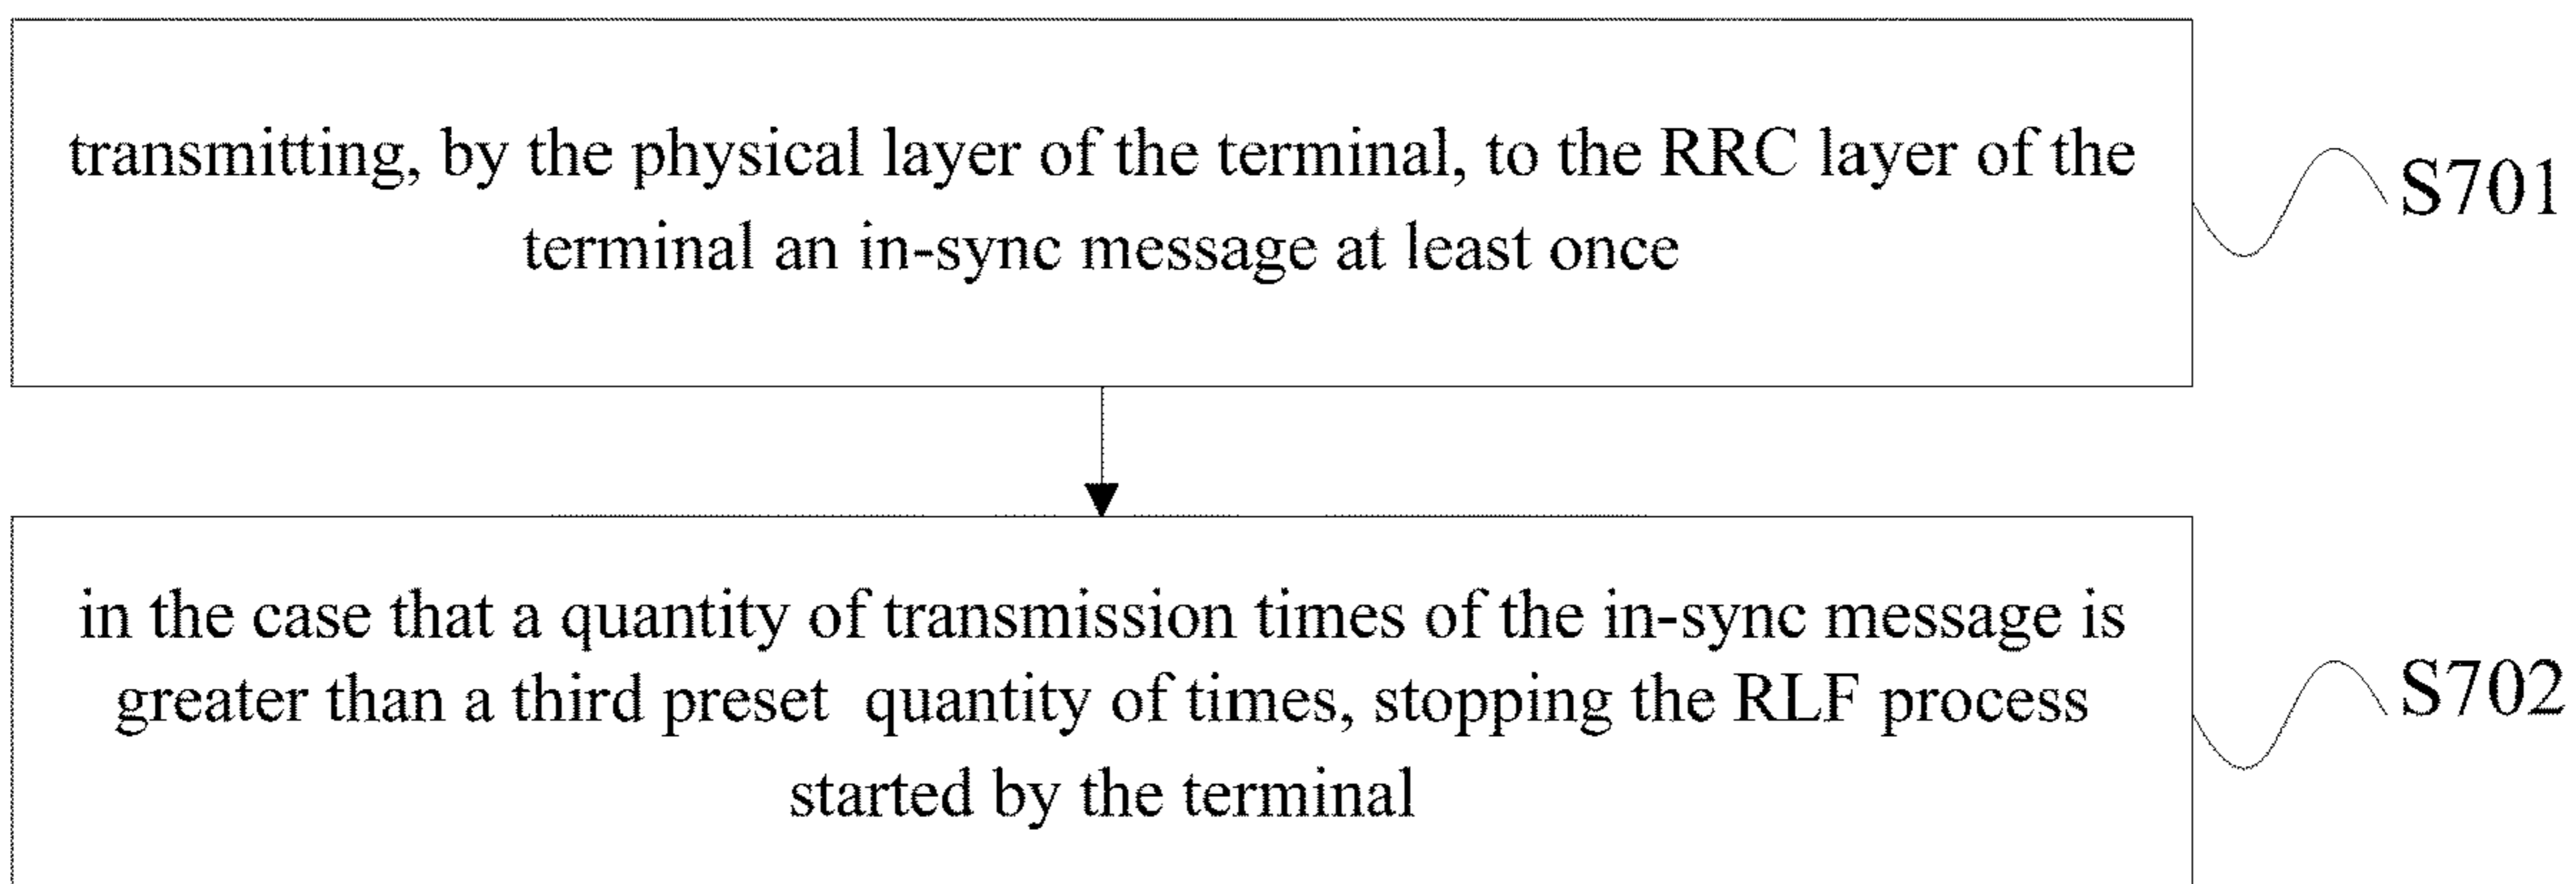 transmitting, by the physical layer of the terminal, to the RRC layer of the
terminal an in-sync message at least once
S701
in the case that a quantity of transmission times of the in-sync message is
greater than a third preset quantity of times, stopping the RLF process
started by the terminal
S702